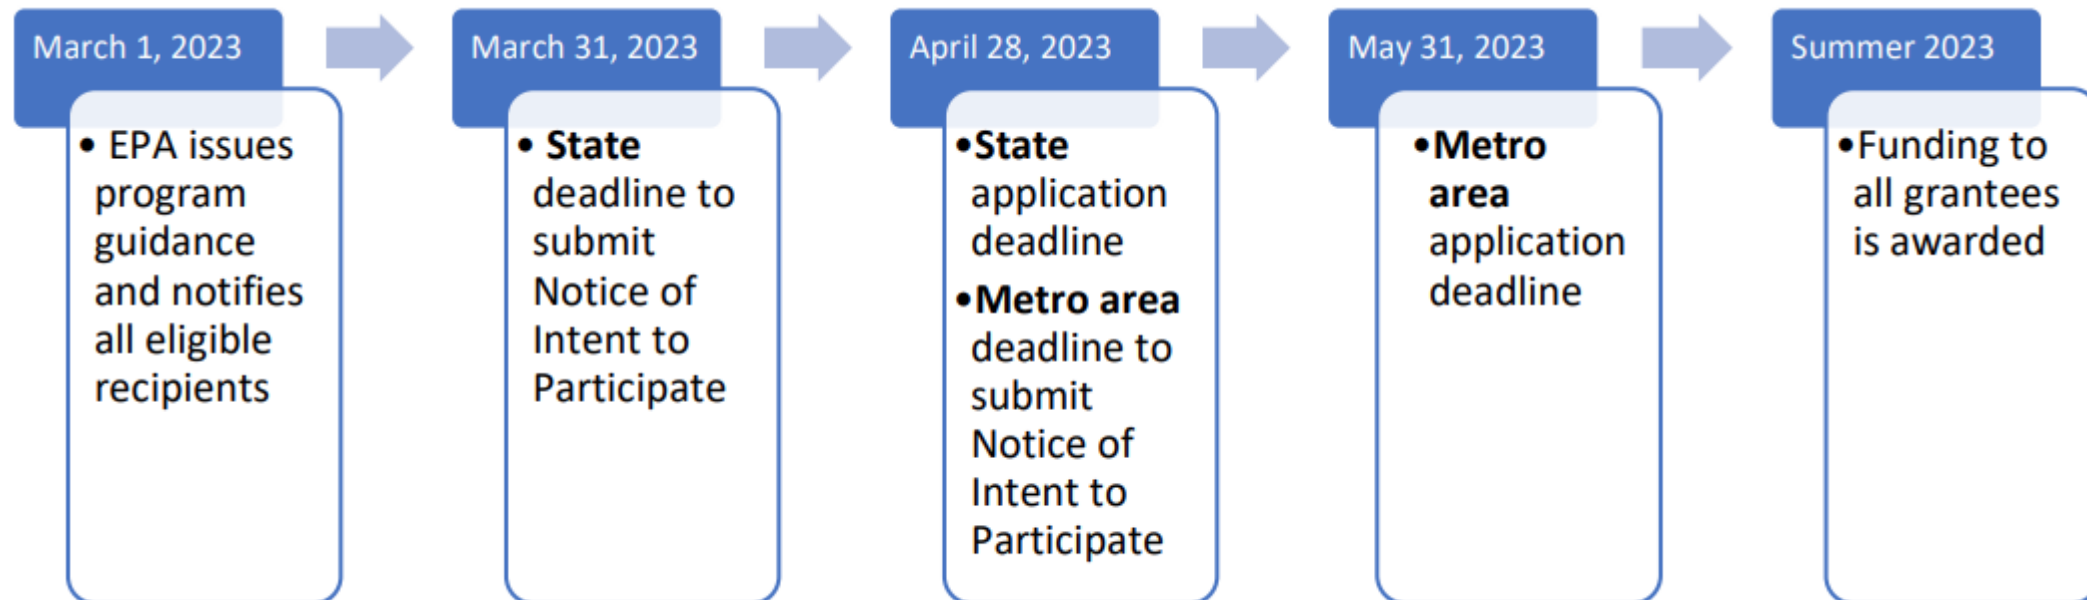 March 1, 2023
• EPA issues
program
guidance
and notifies
all eligible
recipients
March 31, 2023
• State
deadline to
submit
Notice of
Intent to
Participate
April 28, 2023
•State
application
deadline
•Metro area
deadline to
submit
Notice of
Intent to
Participate
May 31, 2023
•Metro
area
application
deadline
Summer 2023
•Funding to
all grantees
is awarded